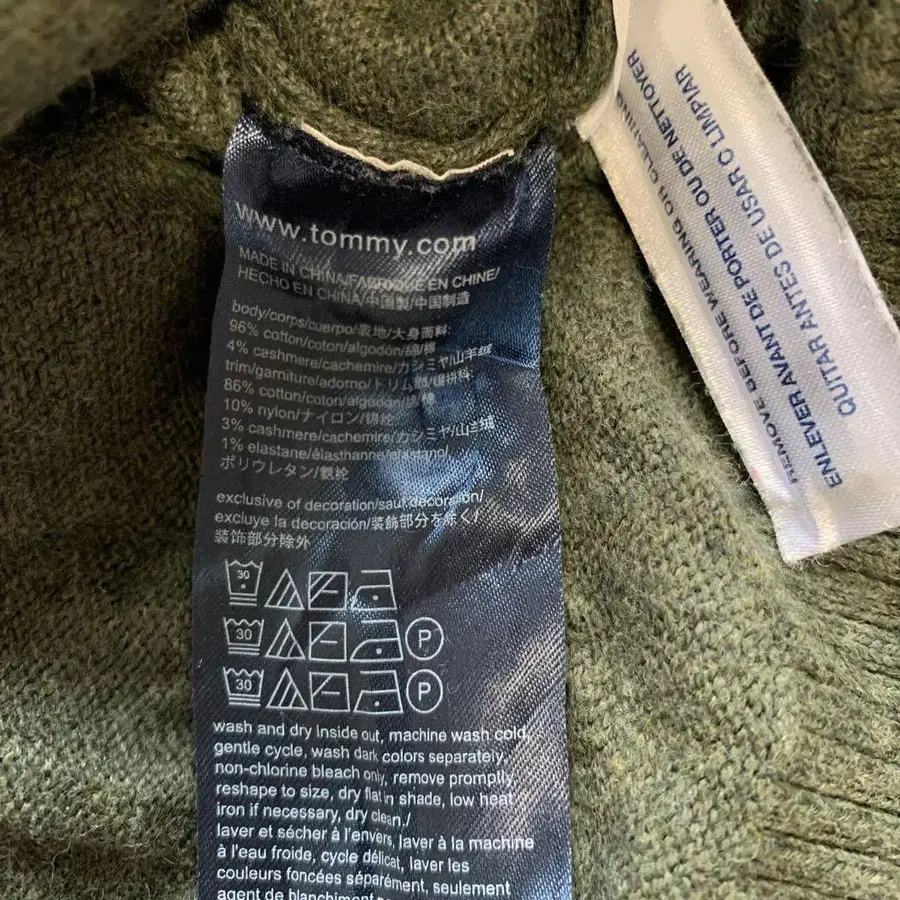 www.tommy.com
MADE IN CHINA/FABRIQUÉ EN CHINE/
HECHO EN CHINA/中国製/中国制造
body/corps/cuerpo/表地/大身面料:
96% cotton/coton/algodón/綿/棉
4% cashmere/cachemire/カシミヤ/山羊绒
trim/garniture/adorno/トリム部/拼料:
86% cotton/coton/algodón/綿/棉
10% nylon/ナイロン/锦纶
3% cashmere/cachemire/カシミヤ/山羊绒
1% elastane/élasthanne/elastano/
ポリウレタン/氨纶
exclusive of decoration/sauf décoration/
excluye la decoración/装飾部分を除く/
装饰部分除外
30
30 P
30 P
wash and dry inside out, machine wash cold,
gentle cycle, wash dark colors separately,
non-chlorine bleach only, remove promptly,
reshape to size, dry flat in shade, low heat
iron if necessary, dry clean./
laver et sécher à l'envers, laver à la machine
à l'eau froide, cycle délicat, laver les
couleurs foncées séparément, seulement
agent de blanchiment
REMOVE BEFORE WEARING OR CLEANING
ENLEVER AVANT DE PORTER OU DE NETTOYER
QUITAR ANTES DE USAR O LIMPIAR